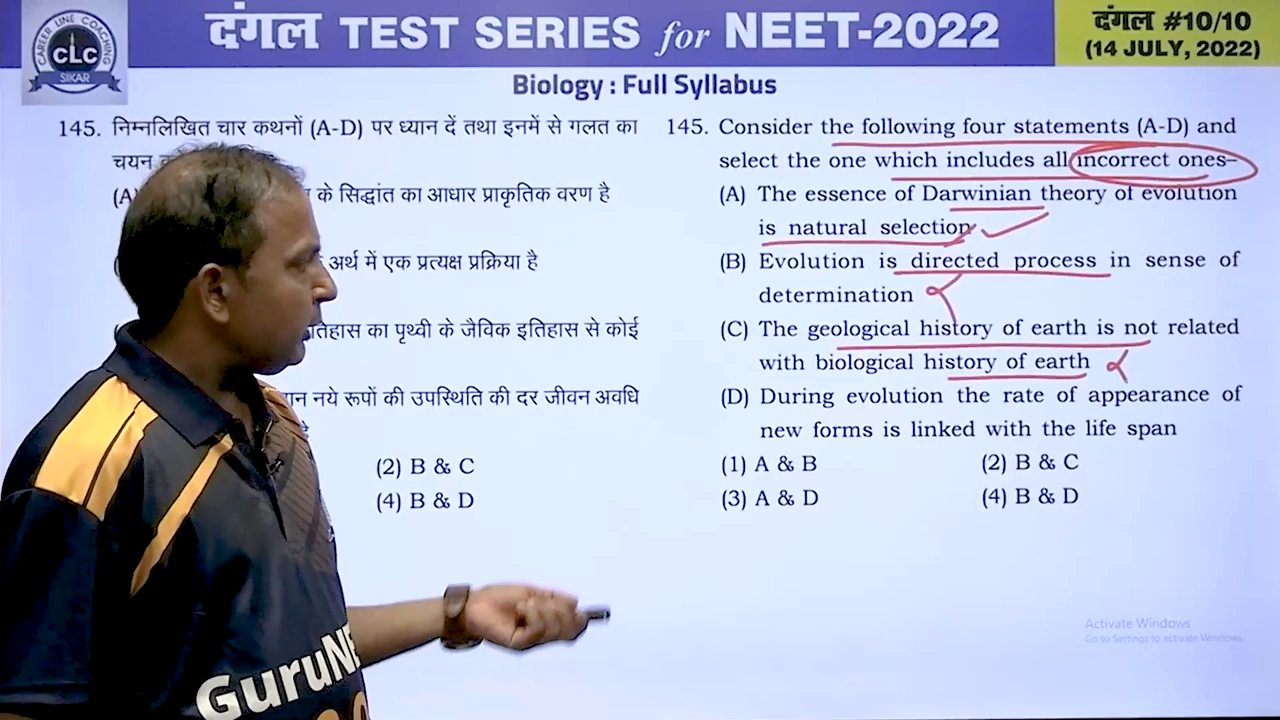 CAREER LINE COACHING
CLC
SIKAR
दंगल TEST SERIES for NEET-2022
दंगल #10/10
(14 JULY, 2022)
Biology : Full Syllabus
145. निम्नलिखित चार कथनों (A-D) पर ध्यान दें तथा इनमें से गलत का
चयन
(A) के सिद्धांत का आधार प्राकृतिक वरण है
अर्थ में एक प्रत्यक्ष प्रक्रिया है
का पृथ्वी के जैविक इतिहास से कोई
नये रूपों की उपस्थिति की दर जीवन अवधि
(2) B & C
(4) B & D
145. Consider the following four statements (A-D) and
select the one which includes all incorrect ones–
(A) The essence of Darwinian theory of evolution
is natural selection
(B) Evolution is directed process in sense of
determination
(C) The geological history of earth is not related
with biological history of earth
(D) During evolution the rate of appearance of
new forms is linked with the life span
(1) A & B (2) B & C
(3) A & D (4) B & D
Activate Windows
Go to Settings to activate Windows.